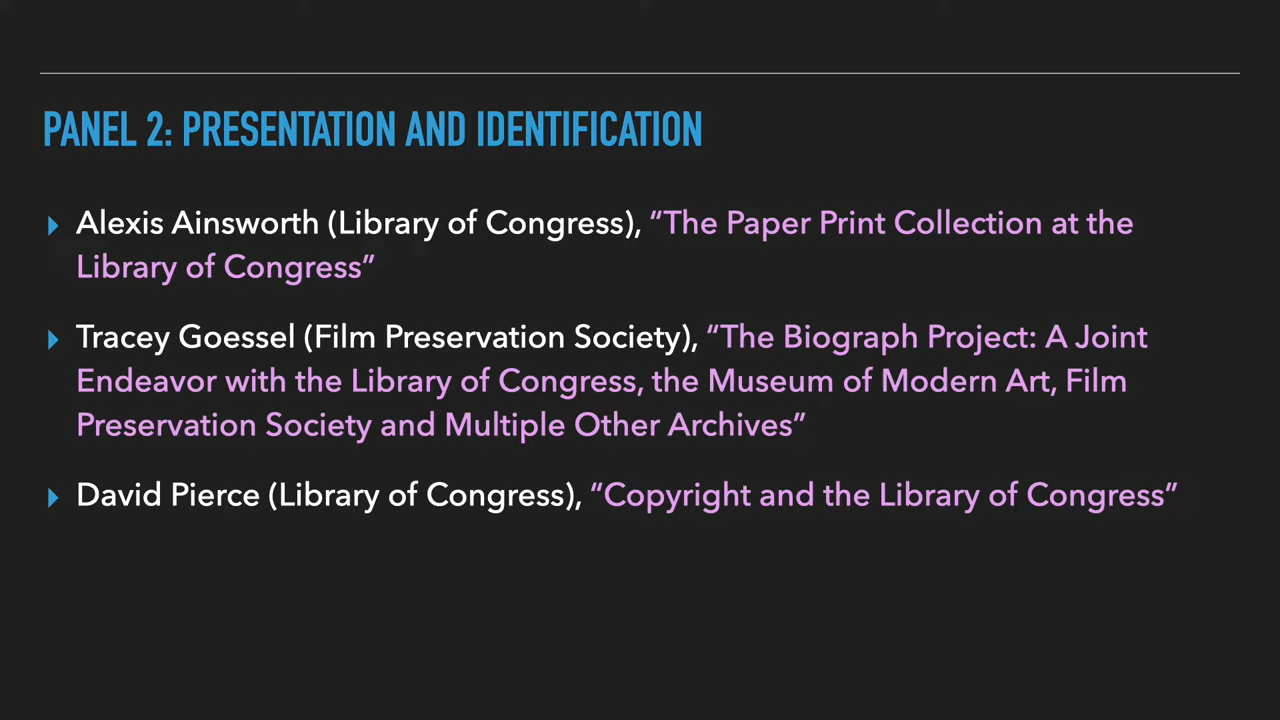 PANEL 2: PRESENTATION AND IDENTIFICATION
Alexis Ainsworth (Library of Congress), “The Paper Print Collection at the
Library of Congress”
Tracey Goessel (Film Preservation Society), “The Biograph Project: A Joint
Endeavor with the Library of Congress, the Museum of Modern Art, Film
Preservation Society and Multiple Other Archives”
David Pierce (Library of Congress), “Copyright and the Library of Congress”